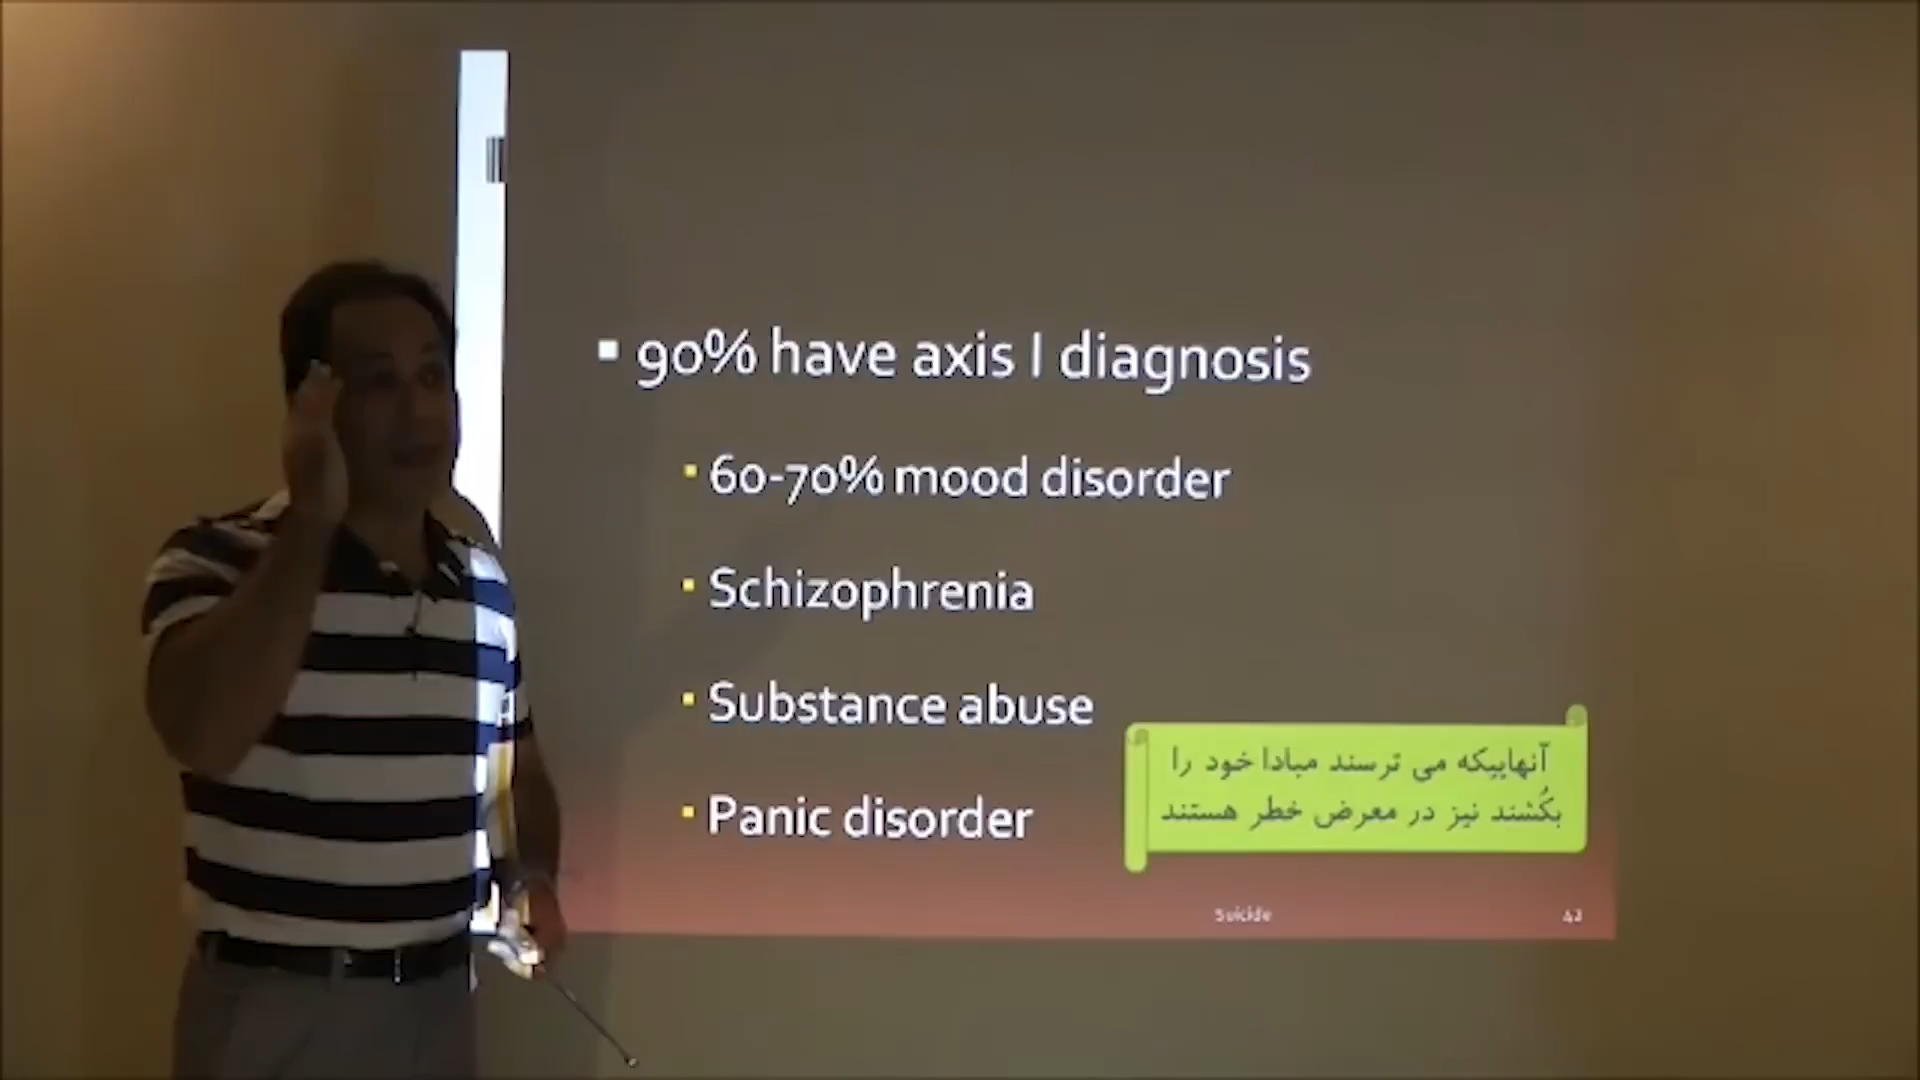 90% have axis I diagnosis
60-70% mood disorder
Schizophrenia
Substance abuse
Panic disorder
آنهاییکه می ترسند مبادا خود را
بکُشند نیز در معرض خطر هستند
Suicide
42